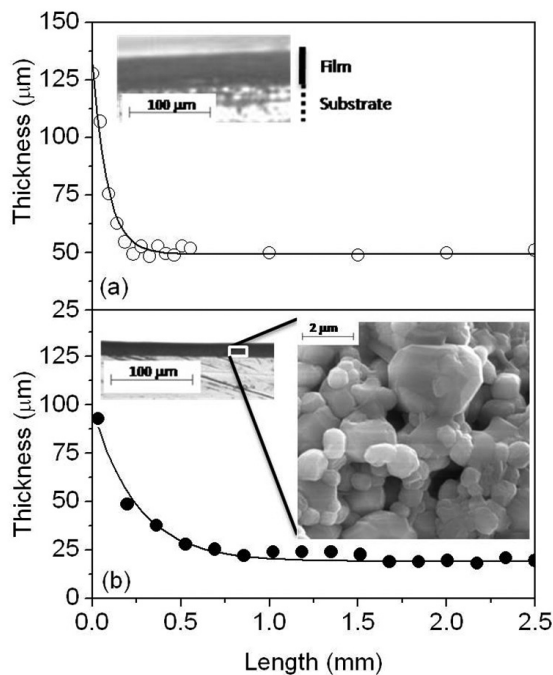 150
125
100
75
50
25
Thickness (μm)
100 μm
Film
Substrate
(a)
125
100
75
50
25
0
Thickness (μm)
100 μm
2 μm
(b)
0.0 0.5 1.0 1.5 2.0 2.5
Length (mm)